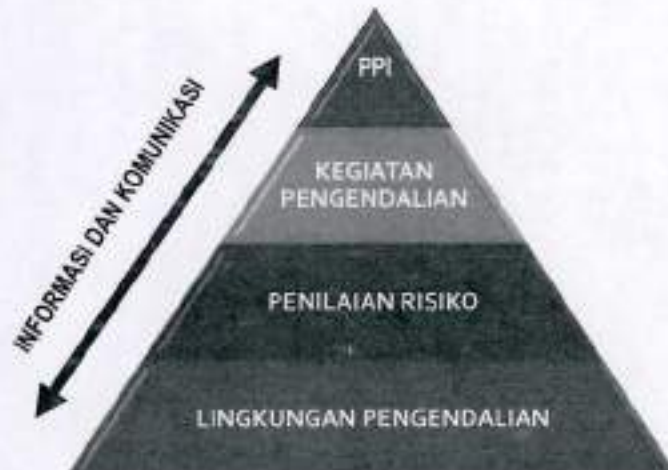 PPI
KEGIATAN
PENGENDALIAN
INFORMASI DAN KOMUNIKASI
PENILAIAN RISIKO
LINGKUNGAN PENGENDALIAN